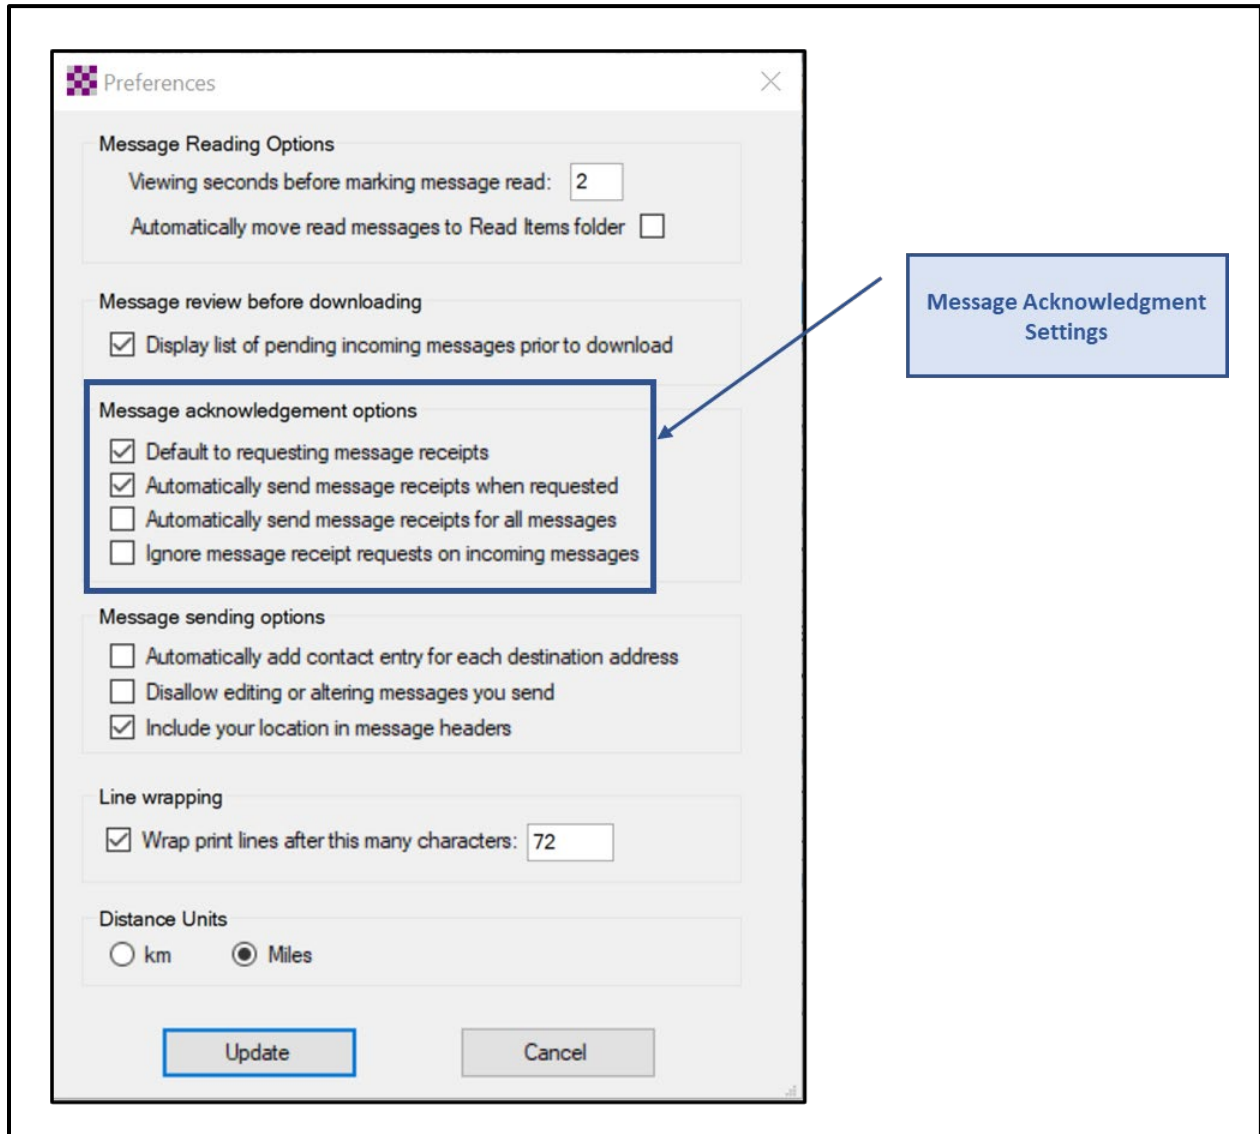 Preferences
Message Reading Options
Viewing seconds before marking message read: 2
Automatically move read messages to Read Items folder
Message review before downloading
Display list of pending incoming messages prior to download
Message Acknowledgment
Settings
Message acknowledgement options
Default to requesting message receipts
Automatically send message receipts when requested
Automatically send message receipts for all messages
Ignore message receipt requests on incoming messages
Message sending options
Automatically add contact entry for each destination address
Disallow editing or altering messages you send
Include your location in message headers
Line wrapping
Wrap print lines after this many characters: 72
Distance Units
km Miles
Update Cancel